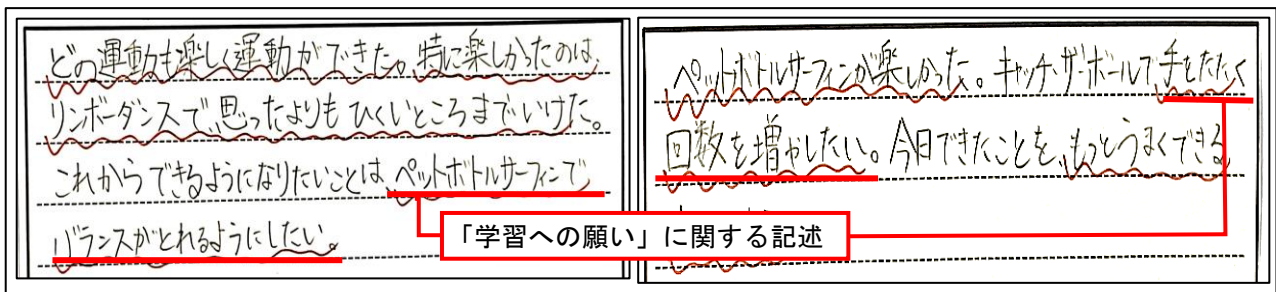 どの運動も楽しく運動ができた。特に楽しかったのは、
リンボーダンスで、思ったよりもひくいところまでいけた。
これからできるようになりたいことは、ペットボトルサーフィンで、
バランスがとれるようにしたい。
ペットボトルサーフィンが楽しかった。キャッチ・ザ・ボールで手をたたく
回数を増やしたい。今日できたことを、もっとうまくできる
「学習への願い」に関する記述